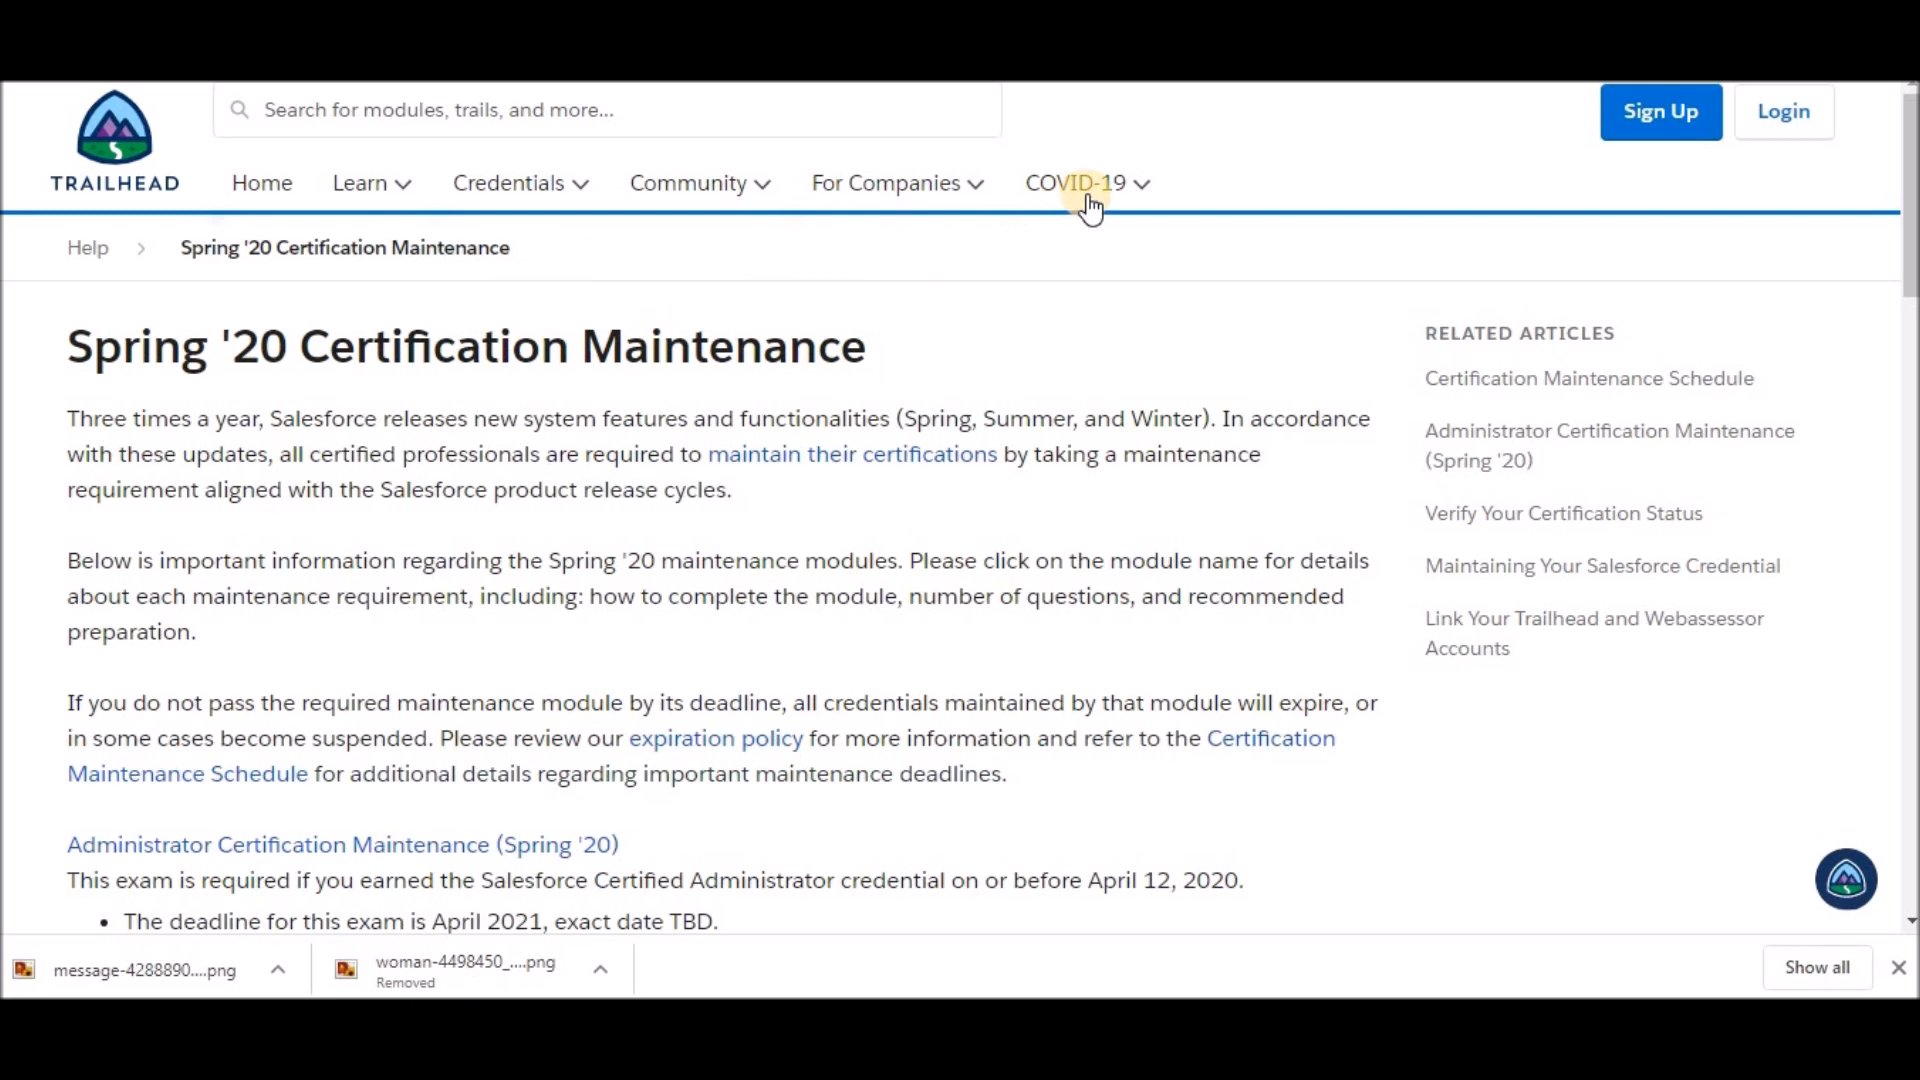 Search for modules, trails, and more...
Sign Up
Login
TRAILHEAD
Home
Learn
Credentials
Community
For Companies
COVID-19
Help
Spring '20 Certification Maintenance
Spring '20 Certification Maintenance
Three times a year, Salesforce releases new system features and functionalities (Spring, Summer, and Winter). In accordance
with these updates, all certified professionals are required to maintain their certifications by taking a maintenance
requirement aligned with the Salesforce product release cycles.
Below is important information regarding the Spring '20 maintenance modules. Please click on the module name for details
about each maintenance requirement, including: how to complete the module, number of questions, and recommended
preparation.
If you do not pass the required maintenance module by its deadline, all credentials maintained by that module will expire, or
in some cases become suspended. Please review our expiration policy for more information and refer to the Certification
Maintenance Schedule for additional details regarding important maintenance deadlines.
Administrator Certification Maintenance (Spring '20)
This exam is required if you earned the Salesforce Certified Administrator credential on or before April 12, 2020.
• The deadline for this exam is April 2021, exact date TBD.
RELATED ARTICLES
Certification Maintenance Schedule
Administrator Certification Maintenance
(Spring '20)
Verify Your Certification Status
Maintaining Your Salesforce Credential
Link Your Trailhead and Webassessor
Accounts
message-4288890....png
woman-4498450_....png
Removed
Show all